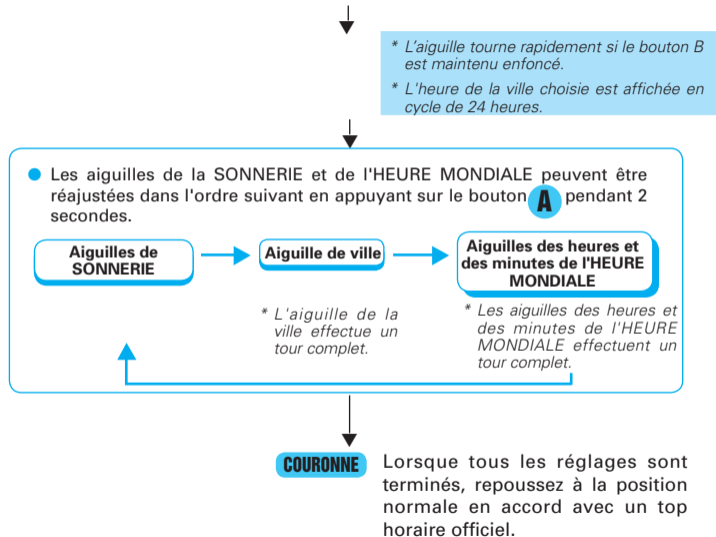 * L'aiguille tourne rapidement si le bouton B
est maintenu enfoncé.
* L'heure de la ville choisie est affichée en
cycle de 24 heures.
● Les aiguilles de la SONNERIE et de l'HEURE MONDIALE peuvent être
réajustées dans l'ordre suivant en appuyant sur le bouton A pendant 2
secondes.
Aiguilles de
SONNERIE
Aiguille de ville
Aiguilles des heures et
des minutes de l'HEURE
MONDIALE
* L'aiguille de la
ville effectue un
tour complet.
* Les aiguilles des heures et
des minutes de l'HEURE
MONDIALE effectuent un
tour complet.
COURONNE
Lorsque tous les réglages sont
terminés, repoussez à la position
normale en accord avec un top
horaire officiel.